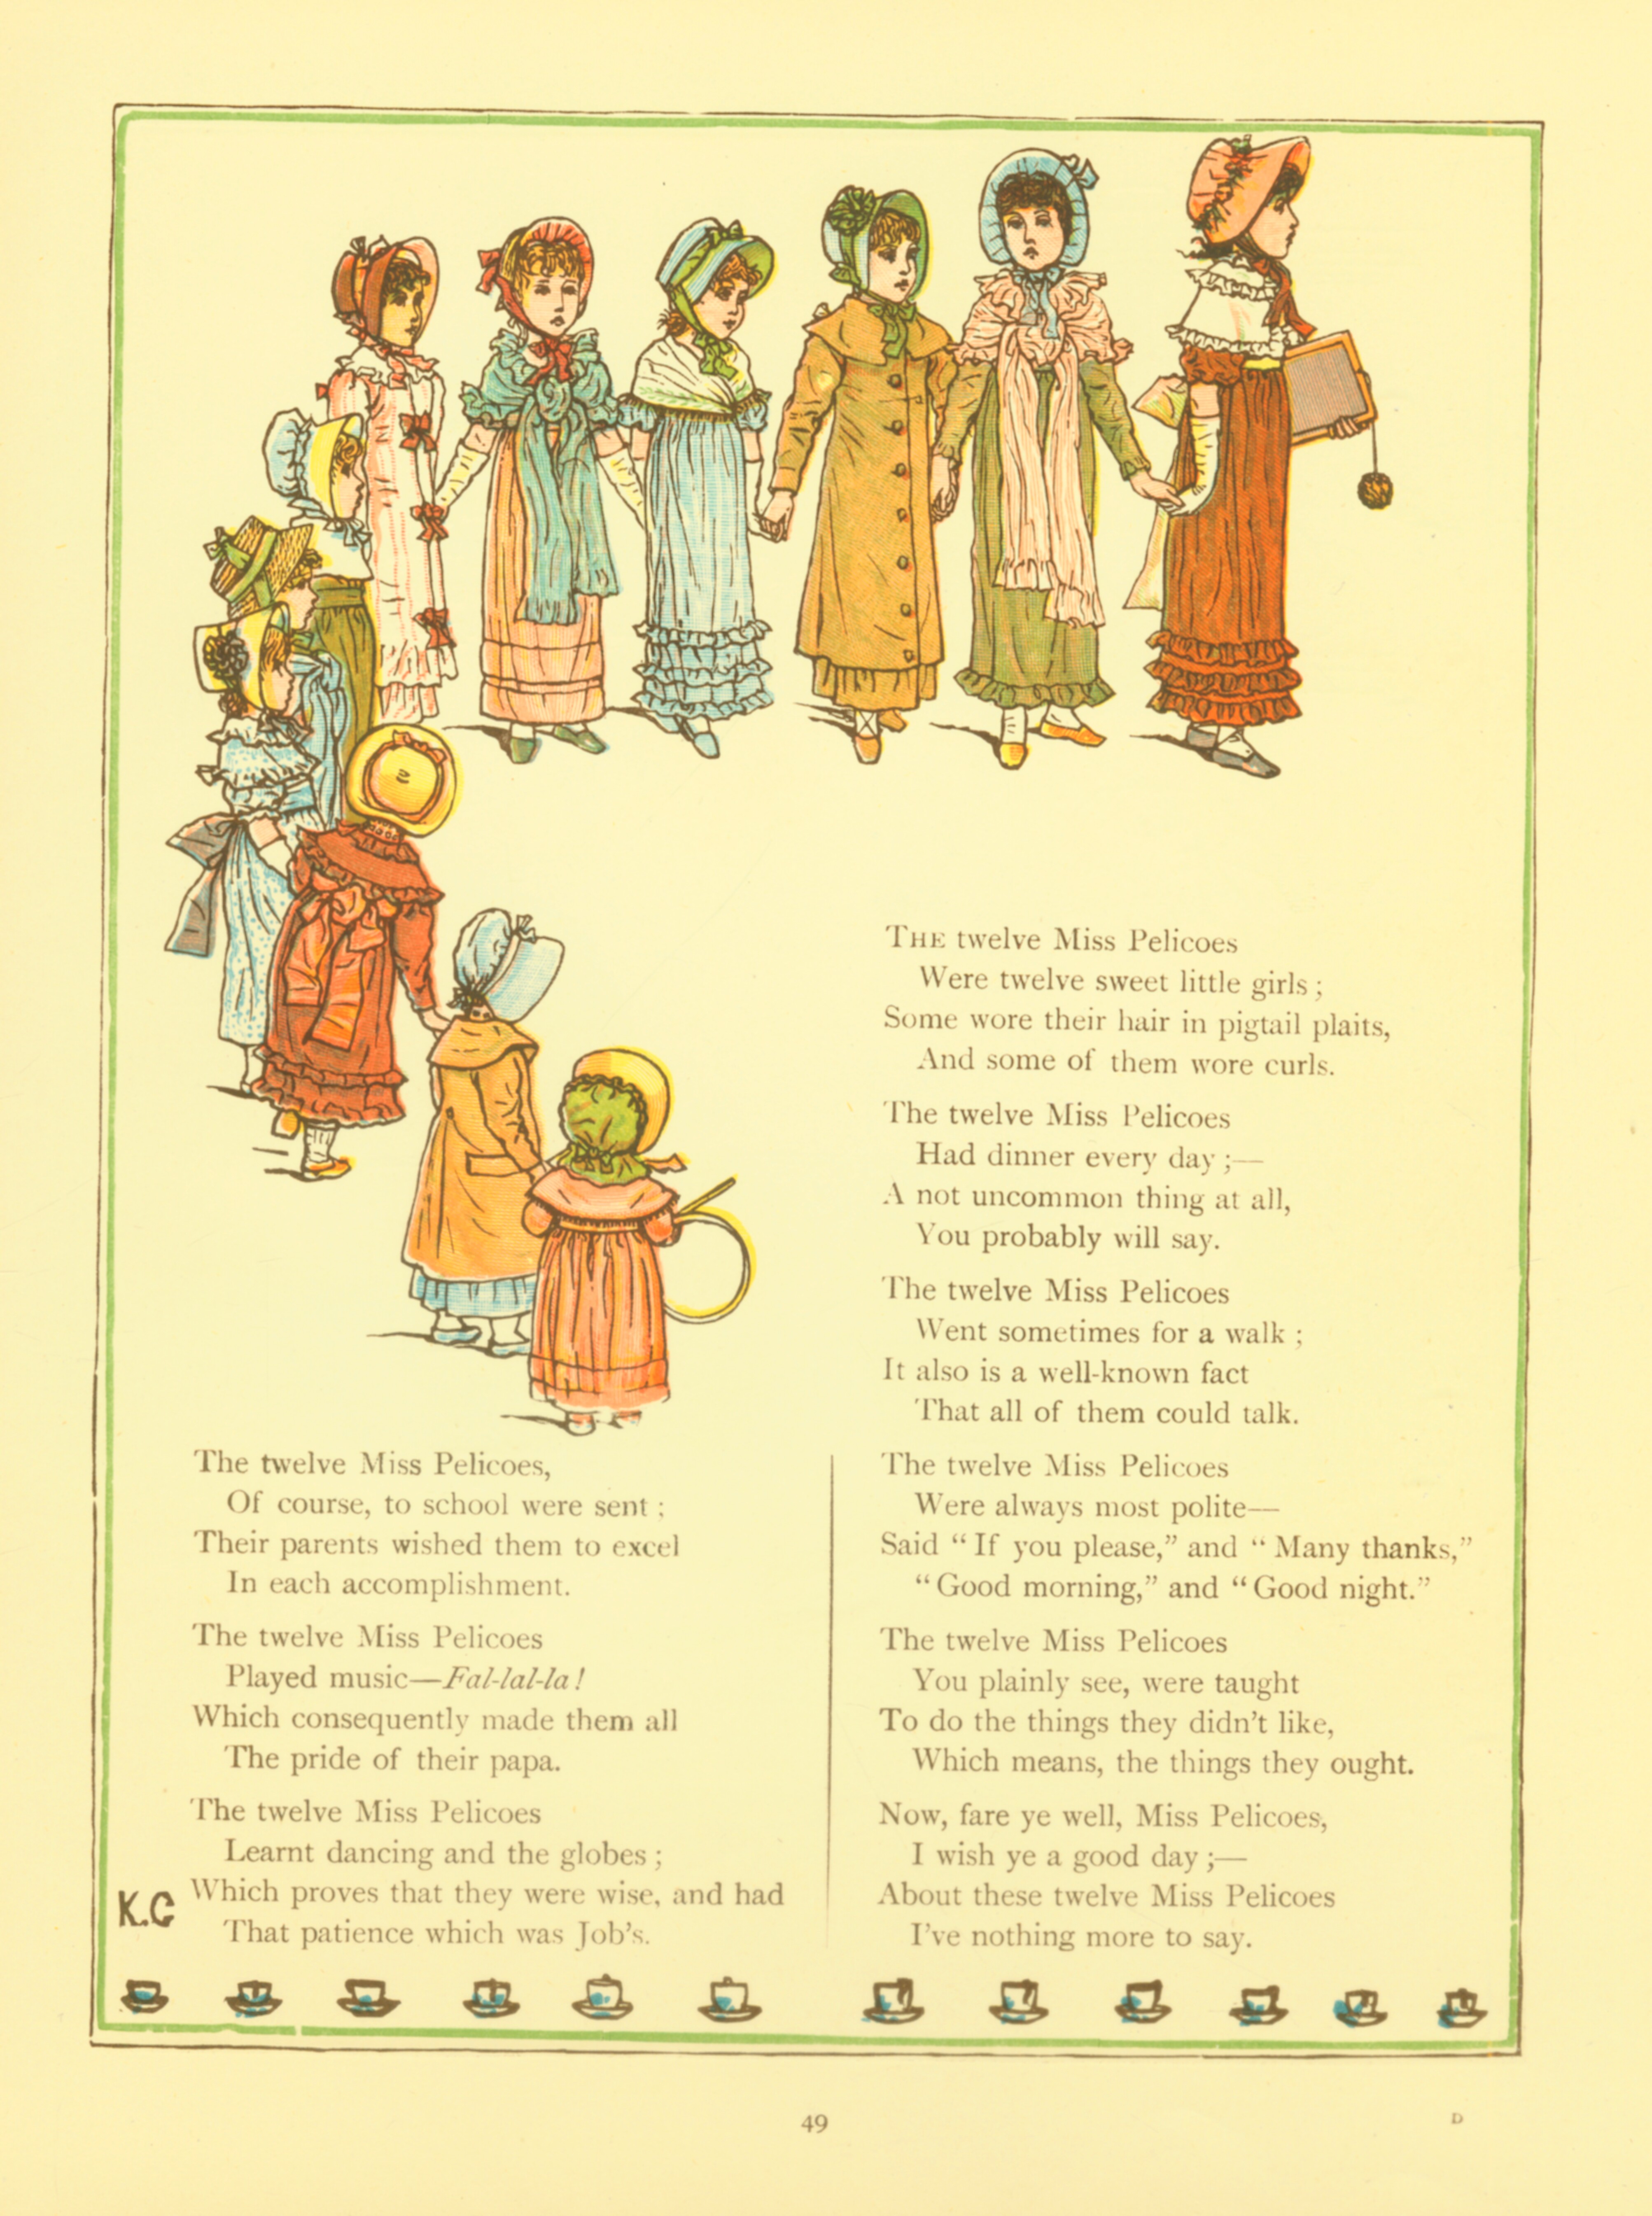 THE twelve Miss Pelicoes
Were twelve sweet little girls;
Some wore their hair in pigtail plaits,
And some of them wore curls.
The twelve Miss Pelicoes
Had dinner every day;—
A not uncommon thing at all,
You probably will say.
The twelve Miss Pelicoes
Went sometimes for a walk;
It also is a well-known fact
That all of them could talk.
The twelve Miss Pelicoes,
Of course, to school were sent;
Their parents wished them to excel
In each accomplishment.
The twelve Miss Pelicoes
Played music—Fal-lal-la!
Which consequently made them all
The pride of their papa.
The twelve Miss Pelicoes
Learnt dancing and the globes;
Which proves that they were wise, and had
That patience which was Job's.
K.G
The twelve Miss Pelicoes
Were always most polite—
Said “If you please,” and “Many thanks,”
“Good morning,” and “Good night.”
The twelve Miss Pelicoes
You plainly see, were taught
To do the things they didn't like,
Which means, the things they ought.
Now, fare ye well, Miss Pelicoes,
I wish ye a good day;—
About these twelve Miss Pelicoes
I've nothing more to say.
49
D